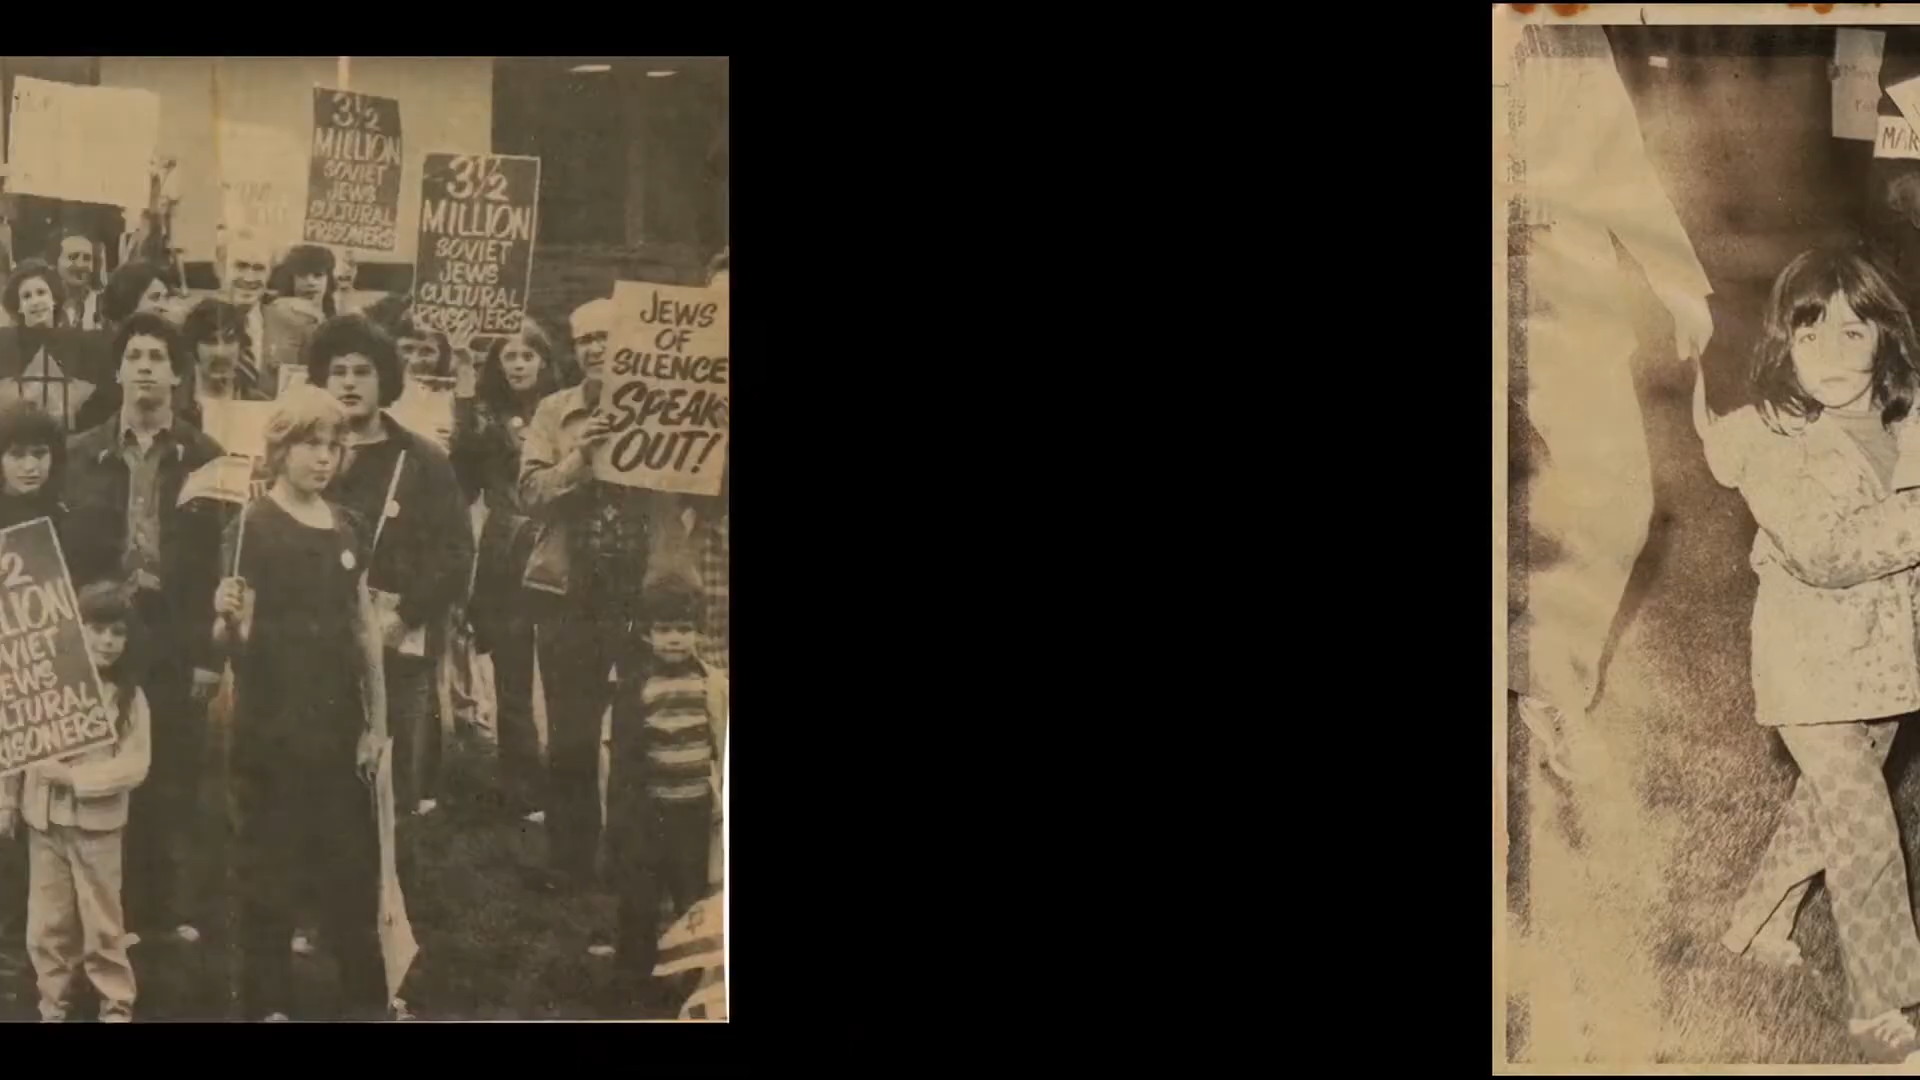 3½
MILLION
SOVIET
JEWS
CULTURAL
PRISONERS
3½
MILLION
SOVIET
JEWS
CULTURAL
PRISONERS
JEWS
OF
SILENCE
SPEAK
OUT!
2
LION
VIET
EWS
LTURAL
RISONERS
MAR